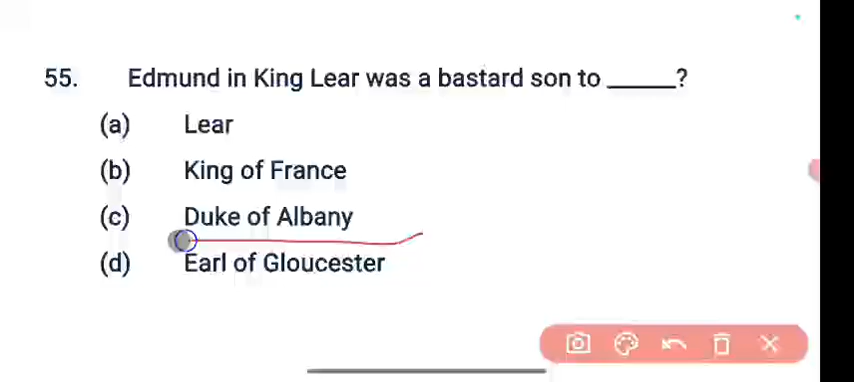 55. Edmund in King Lear was a bastard son to _____?
(a) Lear
(b) King of France
(c) Duke of Albany
(d) Earl of Gloucester